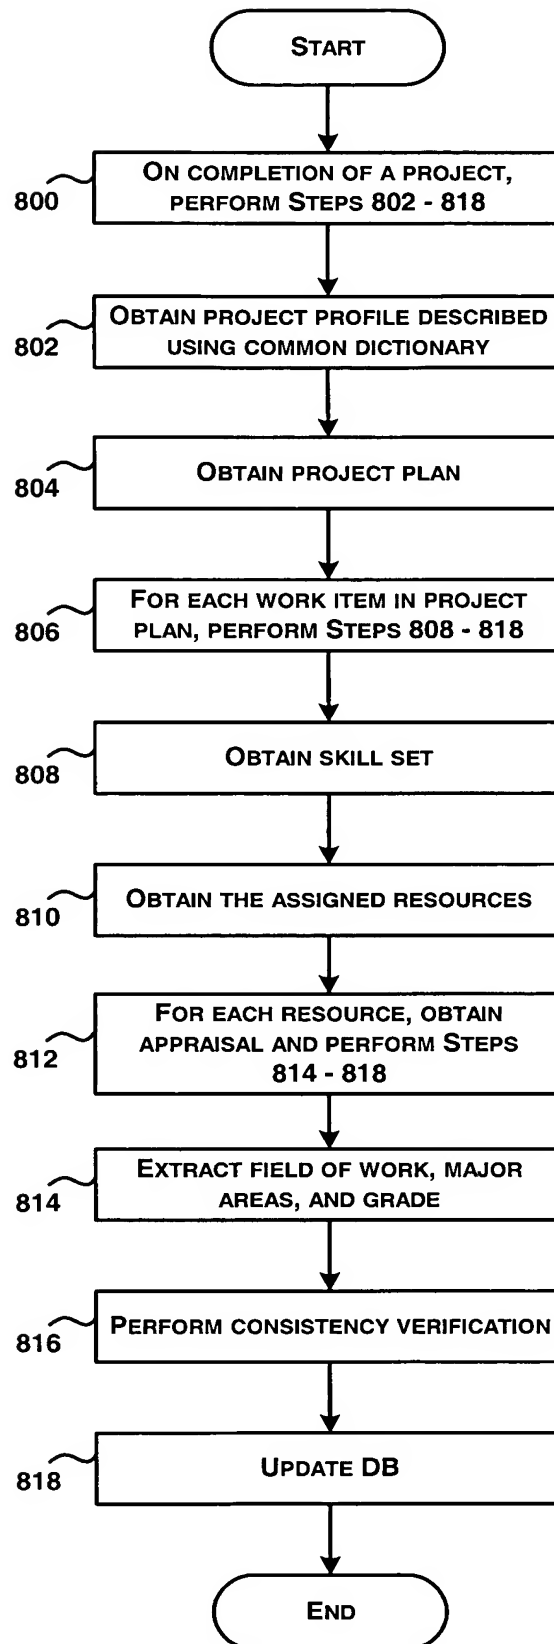 START
800
ON COMPLETION OF A PROJECT,
PERFORM STEPS 802 - 818
802
OBTAIN PROJECT PROFILE DESCRIBED
USING COMMON DICTIONARY
804
OBTAIN PROJECT PLAN
806
FOR EACH WORK ITEM IN PROJECT
PLAN, PERFORM STEPS 808 - 818
808
OBTAIN SKILL SET
810
OBTAIN THE ASSIGNED RESOURCES
812
FOR EACH RESOURCE, OBTAIN
APPRAISAL AND PERFORM STEPS
814 - 818
814
EXTRACT FIELD OF WORK, MAJOR
AREAS, AND GRADE
816
PERFORM CONSISTENCY VERIFICATION
818
UPDATE DB
END